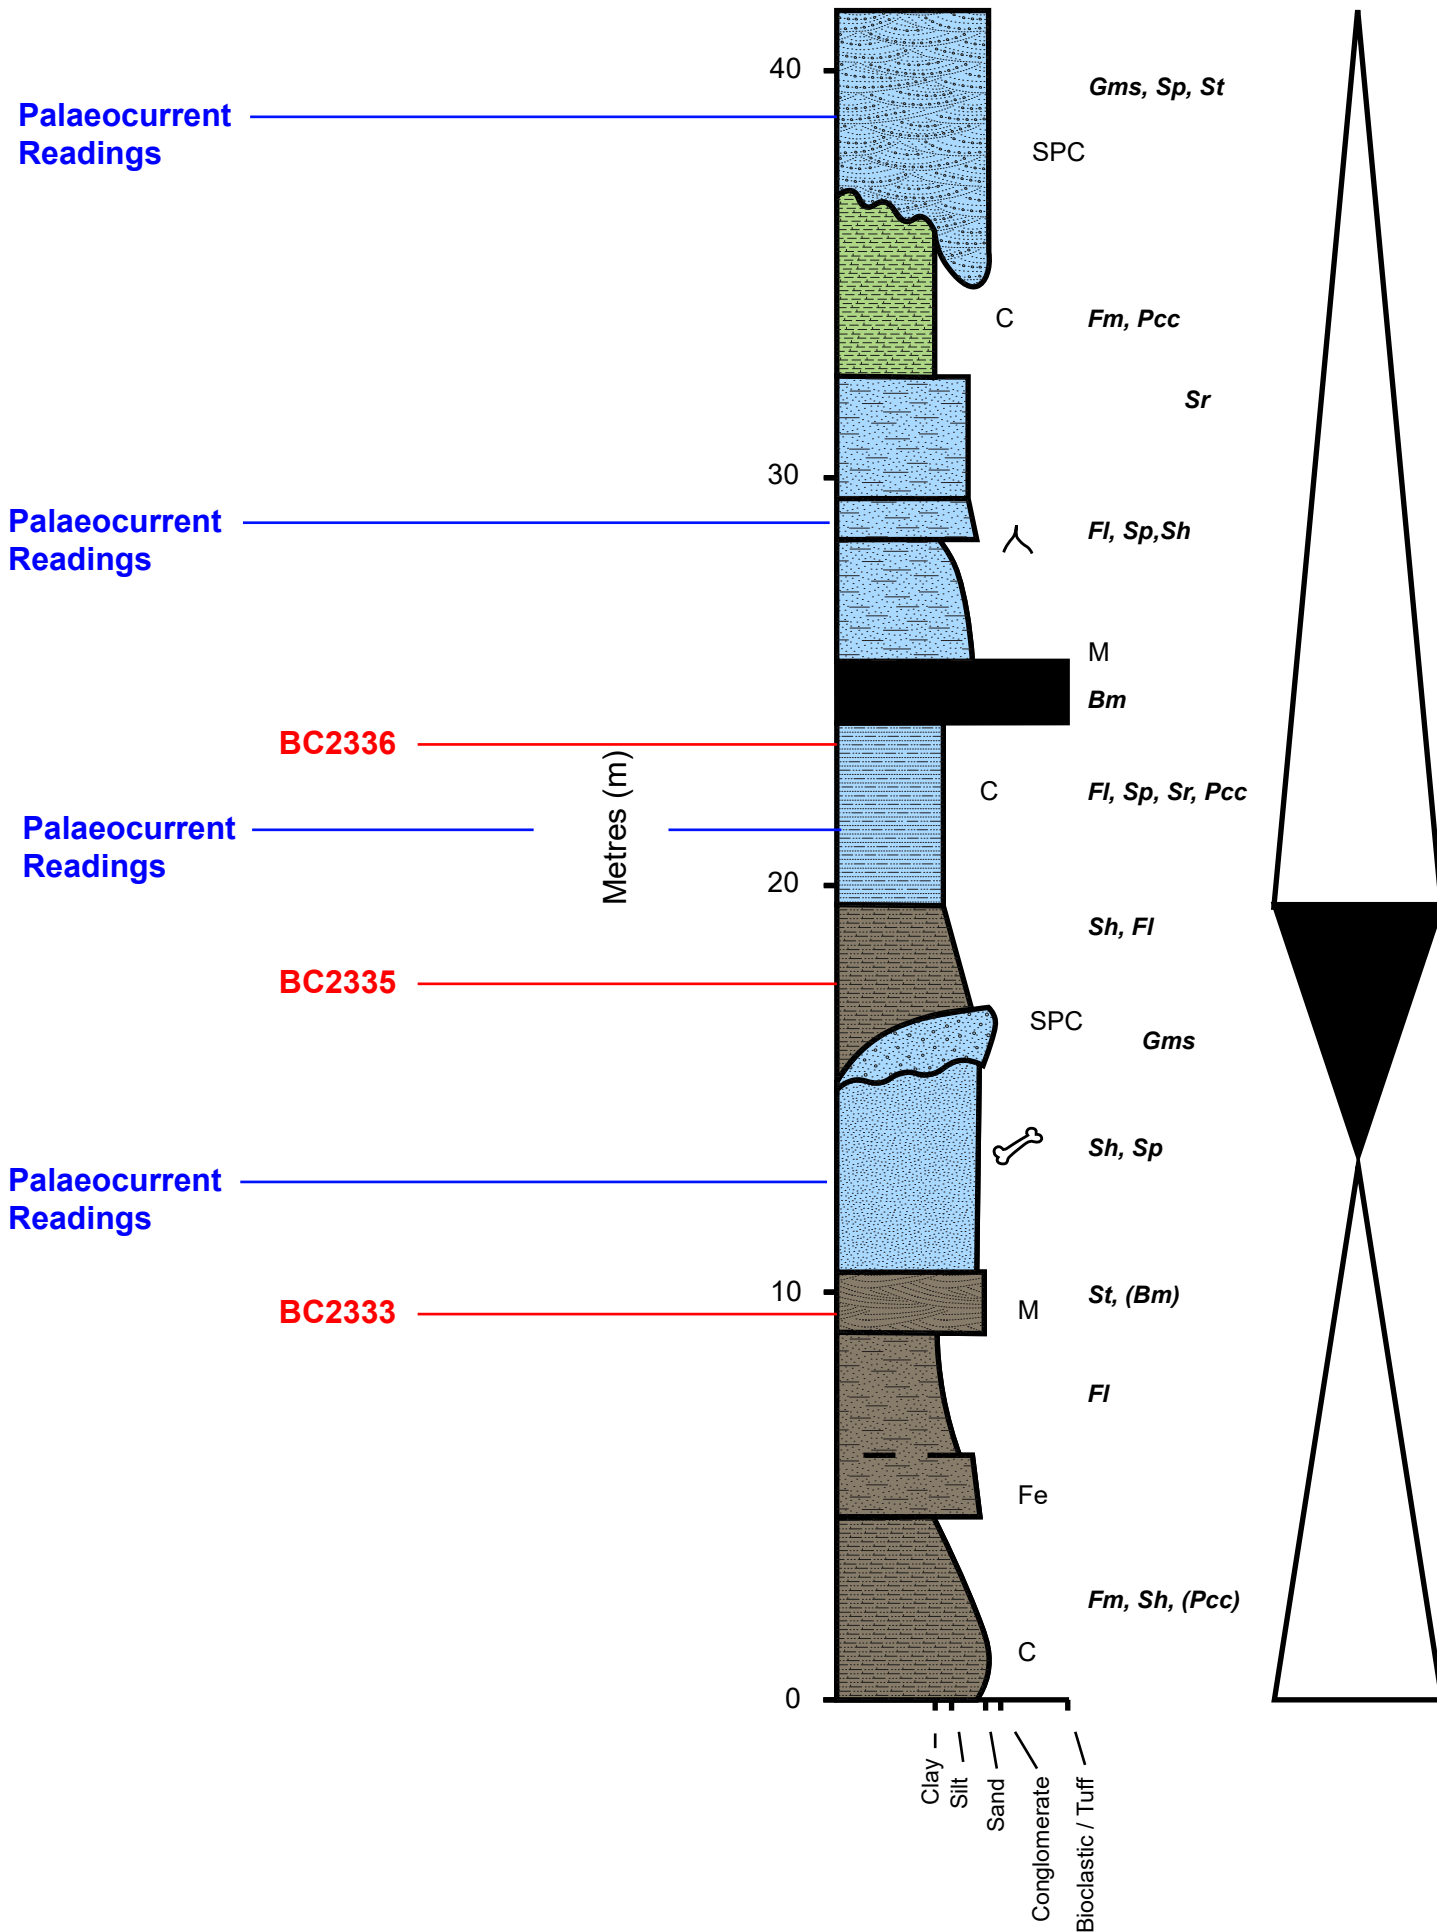 40
Gms, Sp, St
Palaeocurrent
Readings
SPC
C
Fm, Pcc
Sr
30
Palaeocurrent
Readings
Fl, Sp,Sh
M
Bm
BC2336
Metres (m)
C
Fl, Sp, Sr, Pcc
Palaeocurrent
Readings
20
Sh, Fl
BC2335
SPC
Gms
Sh, Sp
Palaeocurrent
Readings
10
St, (Bm)
BC2333
M
Fl
Fe
Fm, Sh, (Pcc)
C
0
Clay
Silt
Sand
Conglomerate
Bioclastic / Tuff